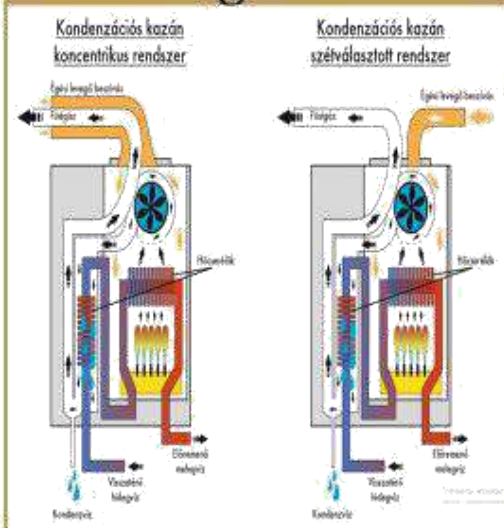 Kondenzációs kazán
koncentrikus rendszer
Égési levegő beszívás
Füstgáz
Hőcserélők
Előremenő
melegvíz
Visszatérő
hidegvíz
Kondenzvíz
Kondenzációs kazán
szétválasztott rendszer
Égési levegő beszívás
Füstgáz
Hőcserélők
Előremenő
melegvíz
Visszatérő
hidegvíz
Kondenzvíz